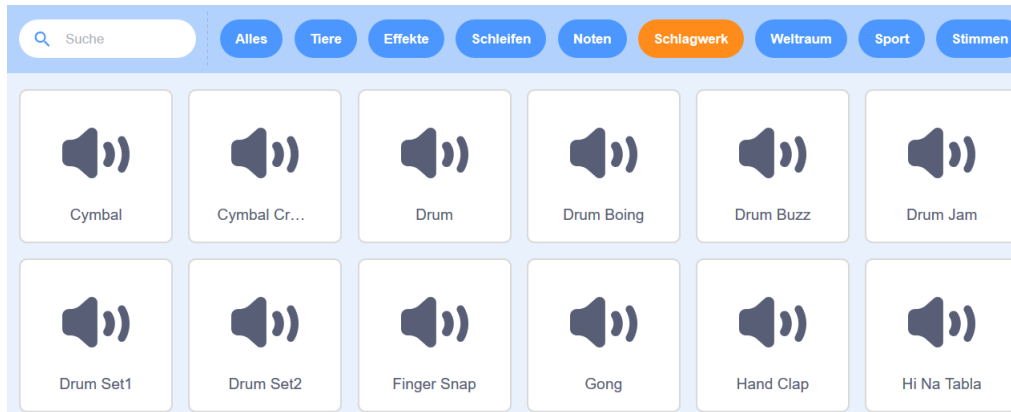 Suche Alles Tiere Effekte Schleifen Noten Schlagwerk Weltraum Sport Stimmen
Cymbal Cymbal Cr… Drum Drum Boing Drum Buzz Drum Jam
Drum Set1 Drum Set2 Finger Snap Gong Hand Clap Hi Na Tabla